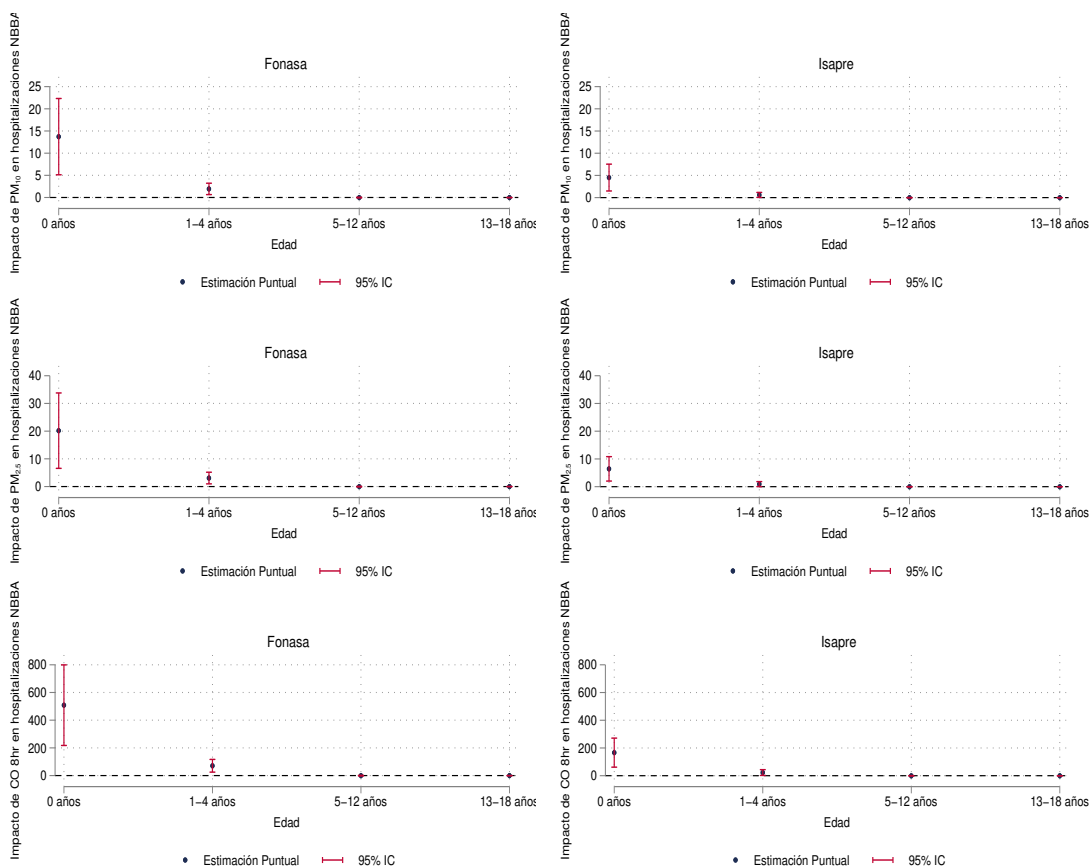 Impacto de PM₁₀ en hospitalizaciones NBBA
Fonasa
25
20
15
10
5
0
0 años
1–4 años
5–12 años
13–18 años
Edad
Estimación Puntual
95% IC
Impacto de PM₁₀ en hospitalizaciones NBBA
Isapre
25
20
15
10
5
0
0 años
1–4 años
5–12 años
13–18 años
Edad
Estimación Puntual
95% IC
Impacto de PM₂.₅ en hospitalizaciones NBBA
Fonasa
40
30
20
10
0
0 años
1–4 años
5–12 años
13–18 años
Edad
Estimación Puntual
95% IC
Impacto de PM₂.₅ en hospitalizaciones NBBA
Isapre
40
30
20
10
0
0 años
1–4 años
5–12 años
13–18 años
Edad
Estimación Puntual
95% IC
Impacto de CO 8hr en hospitalizaciones NBBA
Fonasa
800
600
400
200
0
0 años
1–4 años
5–12 años
13–18 años
Edad
Estimación Puntual
95% IC
Impacto de CO 8hr en hospitalizaciones NBBA
Isapre
800
600
400
200
0
0 años
1–4 años
5–12 años
13–18 años
Edad
Estimación Puntual
95% IC